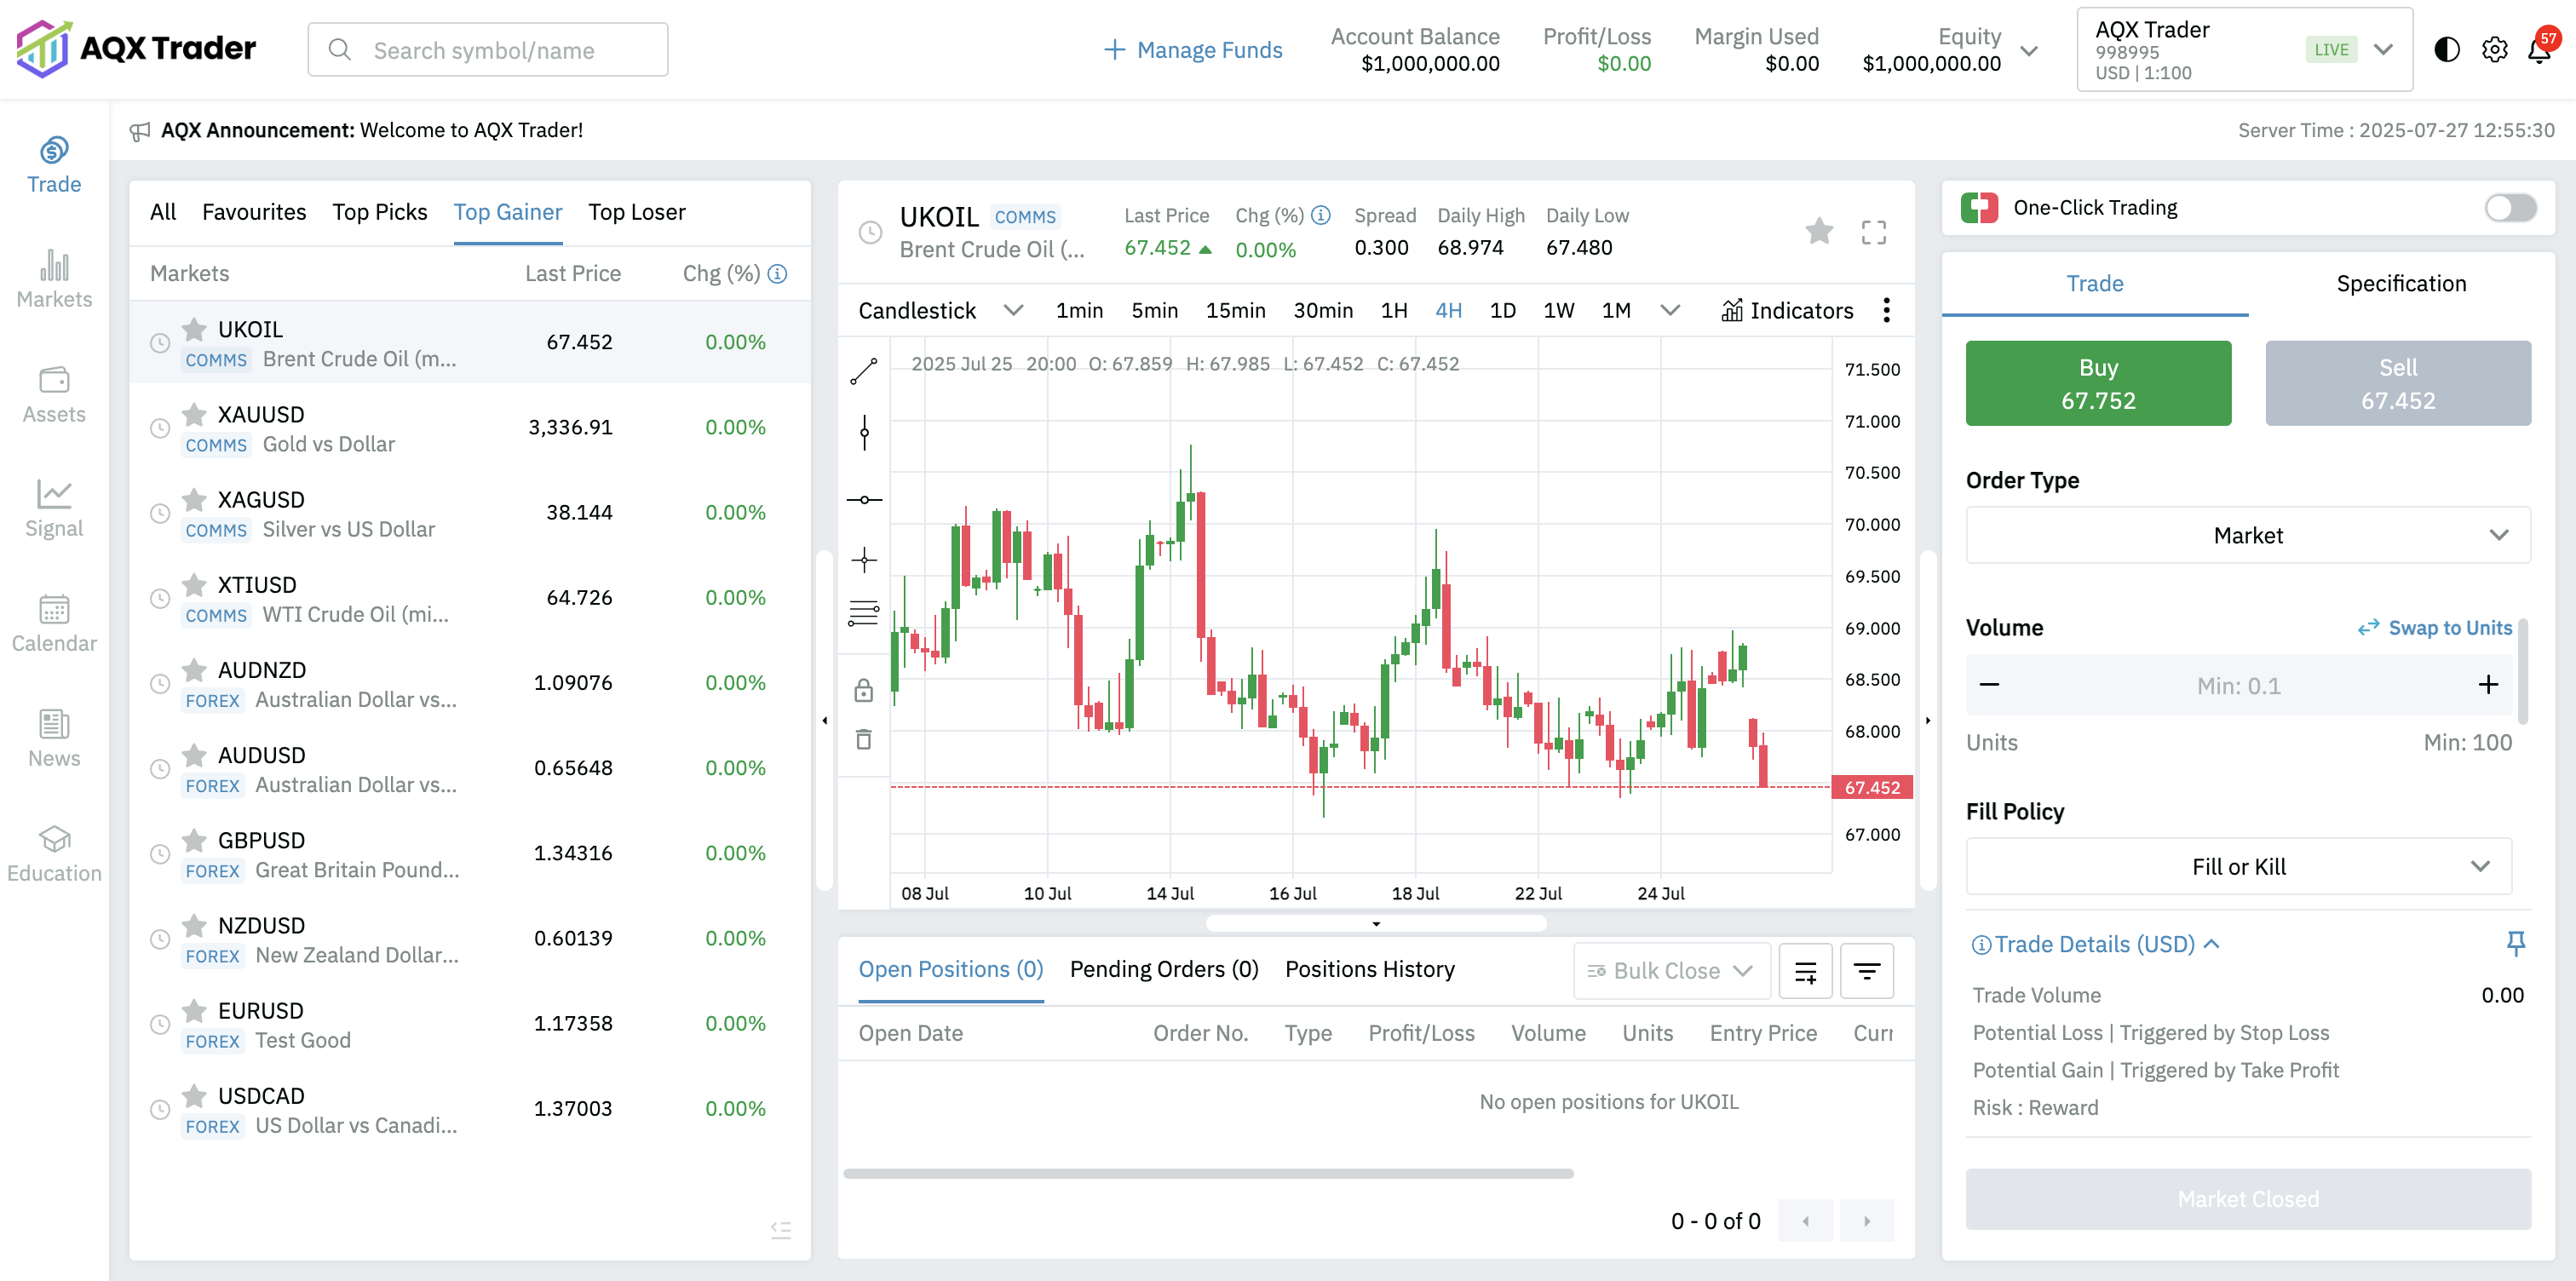 AQX Trader
Search symbol/name
Manage Funds
Account Balance
$1,000,000.00
Profit/Loss
$0.00
Margin Used
$0.00
Equity
$1,000,000.00
AQX Trader
998995
USD | 1:100
LIVE
57
AQX Announcement: Welcome to AQX Trader!
Server Time : 2025-07-27 12:55:30
Trade
Markets
Assets
Signal
Calendar
News
Education
All Favourites Top Picks Top Gainer Top Loser
Markets Last Price Chg (%)
UKOIL
COMMS Brent Crude Oil (m...
67.452 0.00%
XAUUSD
COMMS Gold vs Dollar
3,336.91 0.00%
XAGUSD
COMMS Silver vs US Dollar
38.144 0.00%
XTIUSD
COMMS WTI Crude Oil (mi...
64.726 0.00%
AUDNZD
FOREX Australian Dollar vs...
1.09076 0.00%
AUDUSD
FOREX Australian Dollar vs...
0.65648 0.00%
GBPUSD
FOREX Great Britain Pound...
1.34316 0.00%
NZDUSD
FOREX New Zealand Dollar...
0.60139 0.00%
EURUSD
FOREX Test Good
1.17358 0.00%
USDCAD
FOREX US Dollar vs Canadi...
1.37003 0.00%
UKOIL COMMS
Brent Crude Oil (...
Last Price
67.452
Chg (%)
0.00%
Spread
0.300
Daily High
68.974
Daily Low
67.480
Candlestick 1min 5min 15min 30min 1H 4H 1D 1W 1M Indicators
2025 Jul 25 20:00 O: 67.859 H: 67.985 L: 67.452 C: 67.452
71.500
71.000
70.500
70.000
69.500
69.000
68.500
68.000
67.452
67.000
08 Jul 10 Jul 14 Jul 16 Jul 18 Jul 22 Jul 24 Jul
Open Positions (0) Pending Orders (0) Positions History
Bulk Close
Open Date Order No. Type Profit/Loss Volume Units Entry Price Curr
No open positions for UKOIL
0 - 0 of 0
One-Click Trading
Trade Specification
Buy
67.752
Sell
67.452
Order Type
Market
Volume Swap to Units
Min: 0.1
Units Min: 100
Fill Policy
Fill or Kill
Trade Details (USD)
Trade Volume 0.00
Potential Loss | Triggered by Stop Loss
Potential Gain | Triggered by Take Profit
Risk : Reward
Market Closed